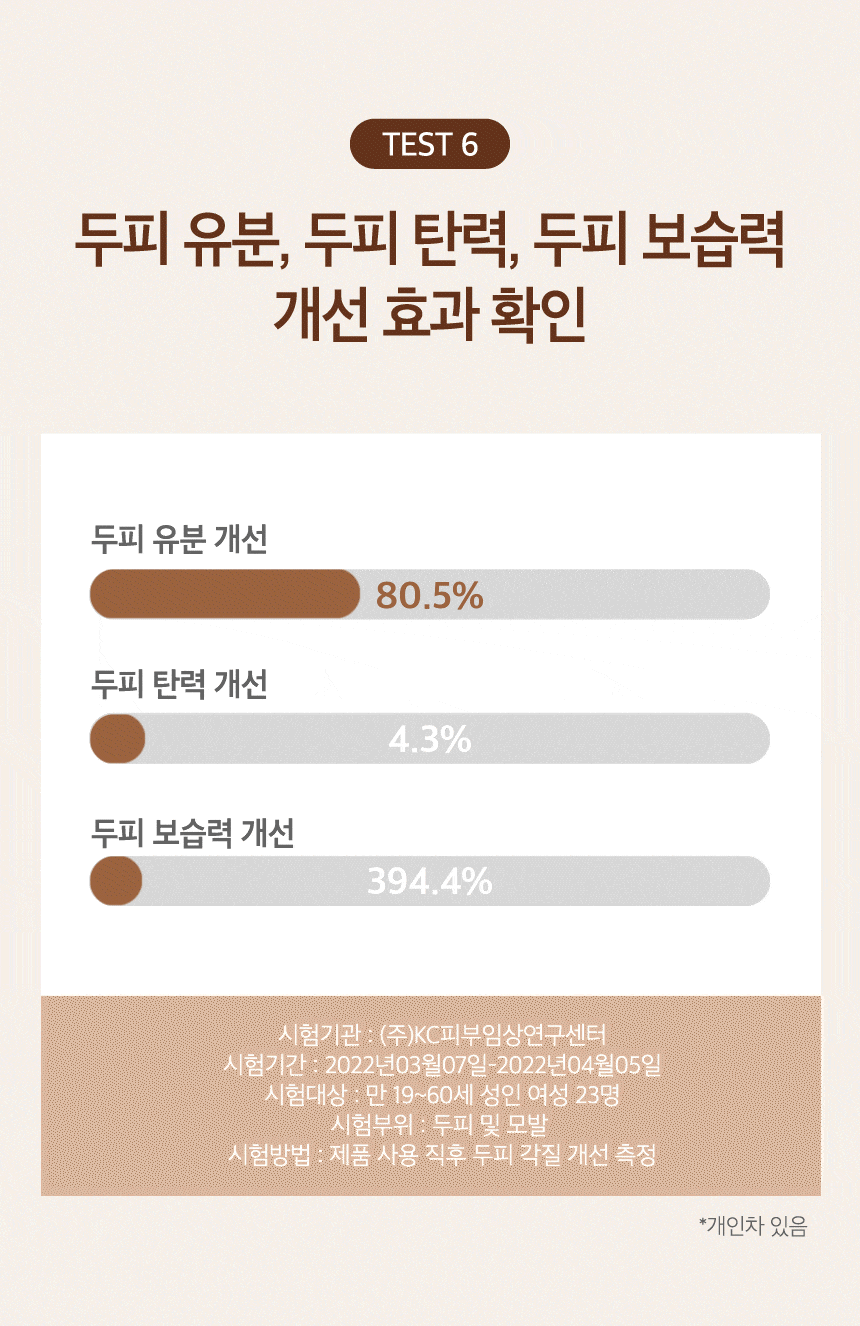 TEST 6
두피 유분, 두피 탄력, 두피 보습력
개선 효과 확인
두피 유분 개선
80.5%
두피 탄력 개선
4.3%
두피 보습력 개선
394.4%
시험기관 : (주)KC피부임상연구센터
시험기간 : 2022년03월07일-2022년04월05일
시험대상 : 만 19~60세 성인 여성 23명
시험부위 : 두피 및 모발
시험방법 : 제품 사용 직후 두피 각질 개선 측정
*개인차 있음